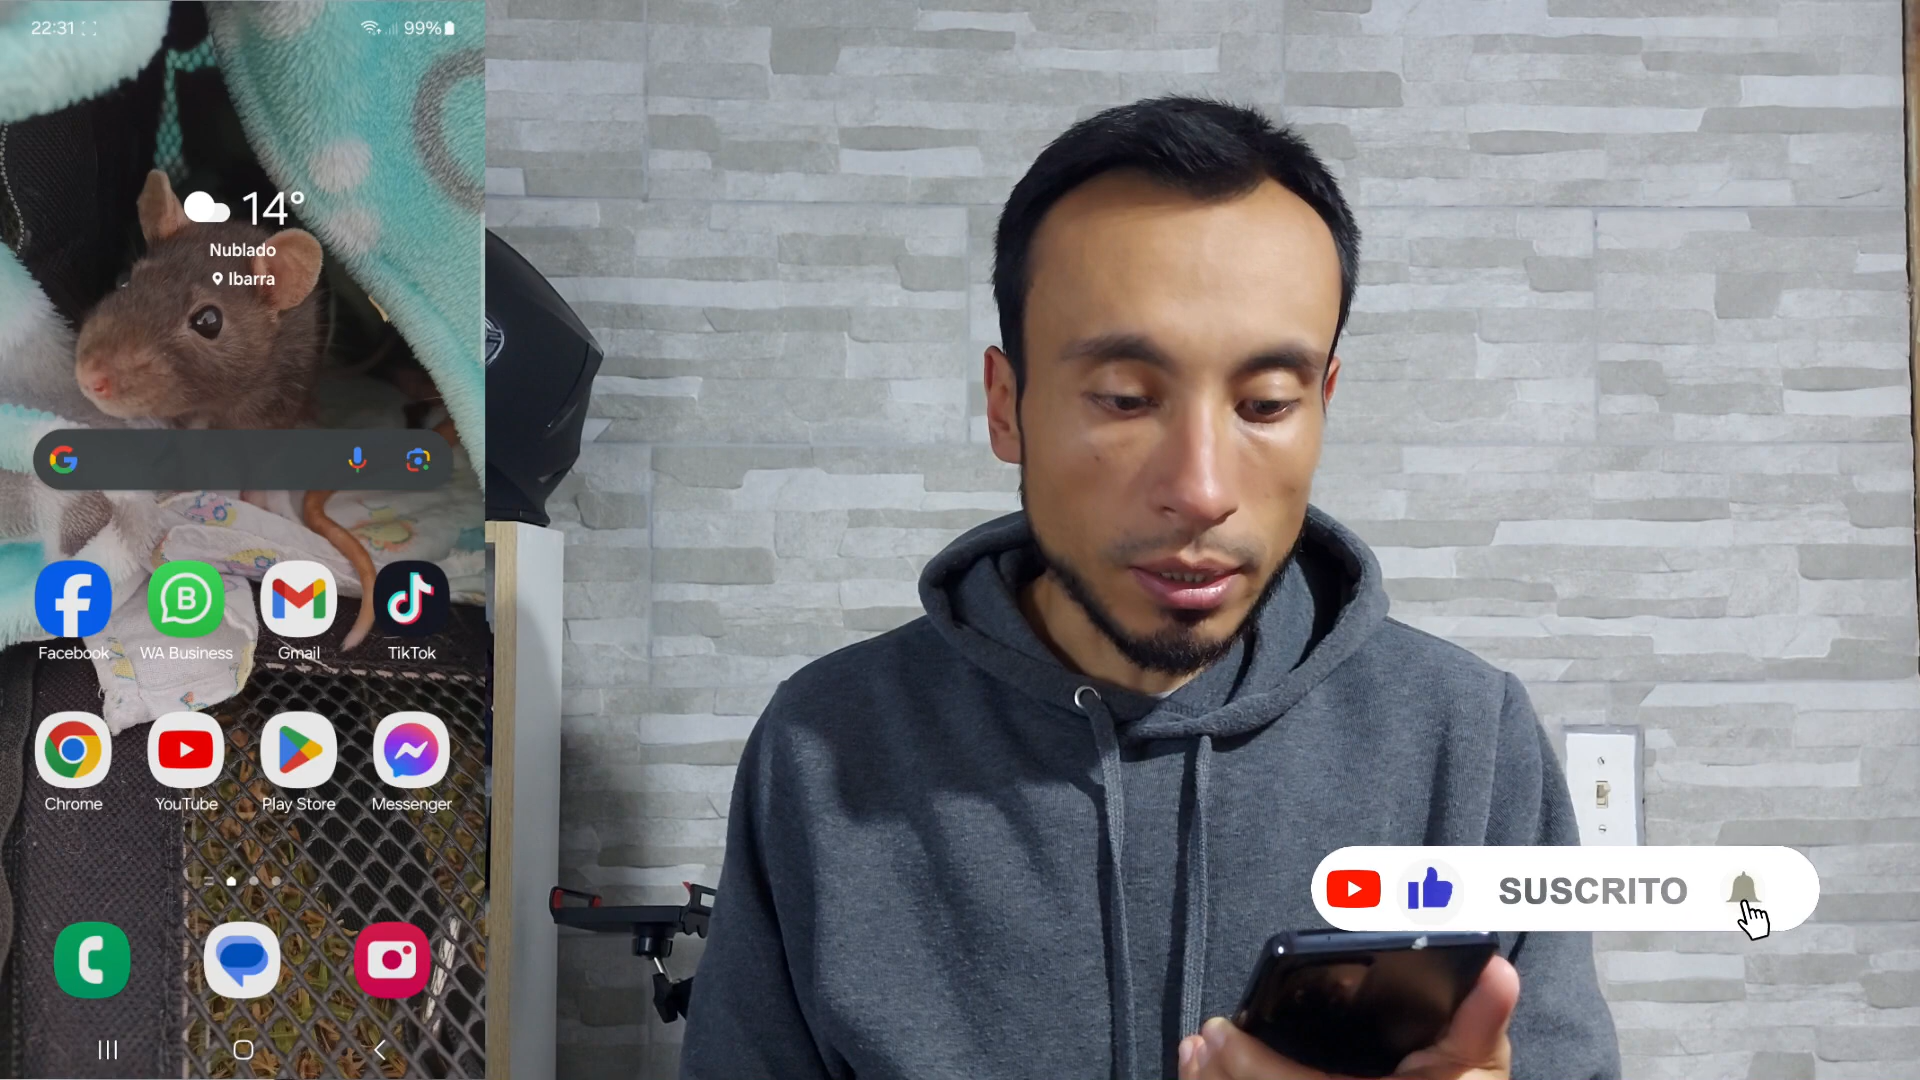 22:31
99%
14°
Nublado
Ibarra
Facebook
WA Business
Gmail
TikTok
Chrome
YouTube
Play Store
Messenger
SUSCRITO